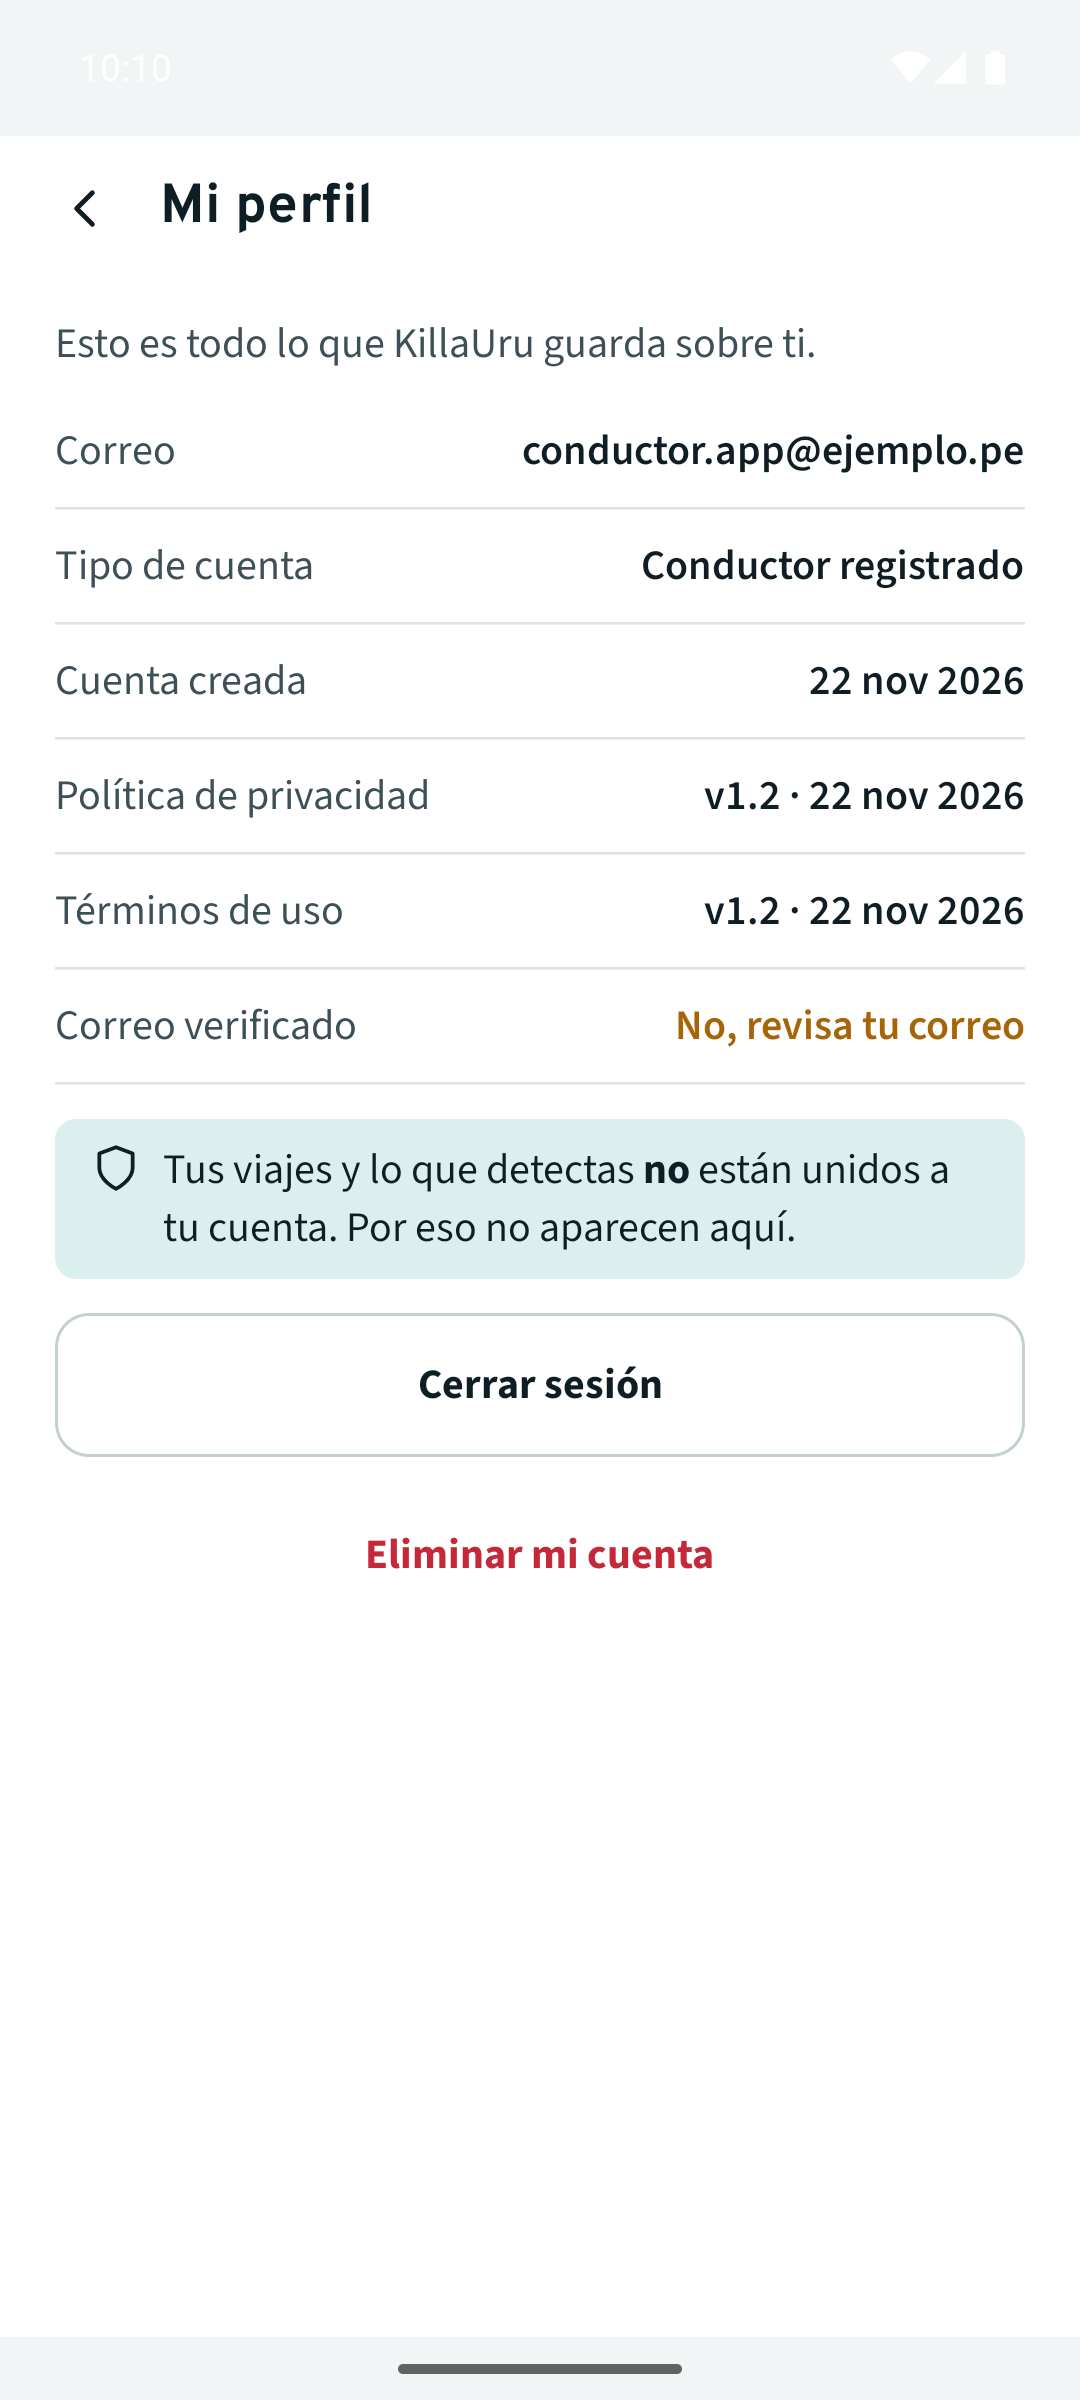 10:10
Mi perfil
Esto es todo lo que KillaUru guarda sobre ti.
Correo conductor.app@ejemplo.pe
Tipo de cuenta Conductor registrado
Cuenta creada 22 nov 2026
Política de privacidad v1.2 · 22 nov 2026
Términos de uso v1.2 · 22 nov 2026
Correo verificado No, revisa tu correo
Tus viajes y lo que detectas no están unidos a
tu cuenta. Por eso no aparecen aquí.
Cerrar sesión
Eliminar mi cuenta